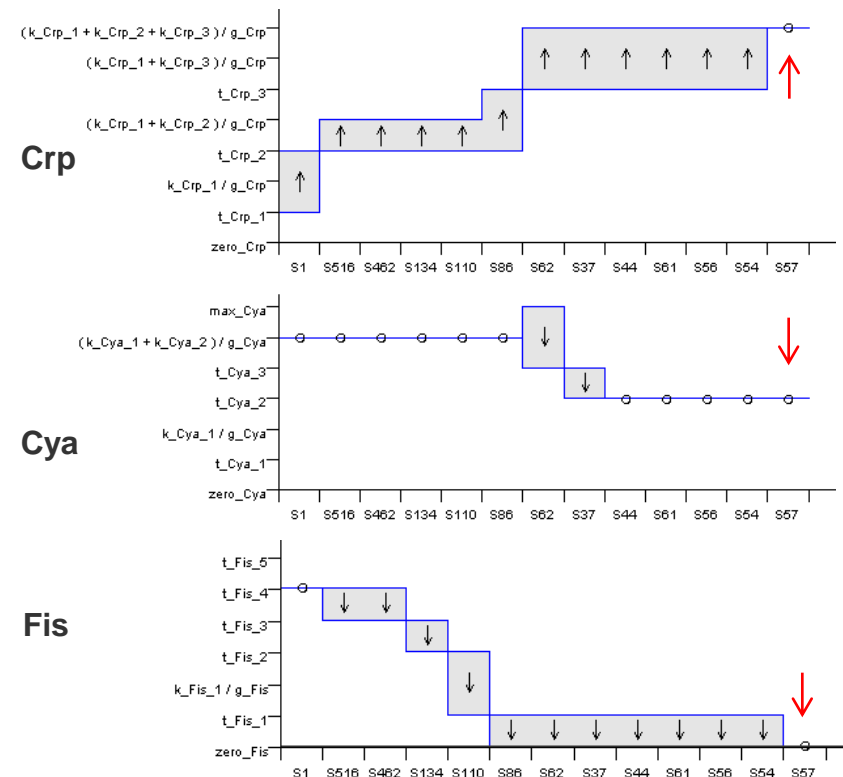 (k_Crp_1 + k_Crp_2 + k_Crp_3) / g_Crp
(k_Crp_1 + k_Crp_3) / g_Crp
t_Crp_3
(k_Crp_1 + k_Crp_2) / g_Crp
Crp
t_Crp_2
k_Crp_1 / g_Crp
t_Crp_1
zero_Crp
S1 S516 S462 S134 S110 S86 S62 S37 S44 S61 S56 S54 S57
max_Cya
(k_Cya_1 + k_Cya_2) / g_Cya
t_Cya_3
t_Cya_2
Cya
k_Cya_1 / g_Cya
t_Cya_1
zero_Cya
S1 S516 S462 S134 S110 S86 S62 S37 S44 S61 S56 S54 S57
t_Fis_5
t_Fis_4
Fis
t_Fis_3
t_Fis_2
k_Fis_1 / g_Fis
t_Fis_1
zero_Fis
S1 S516 S462 S134 S110 S86 S62 S37 S44 S61 S56 S54 S57